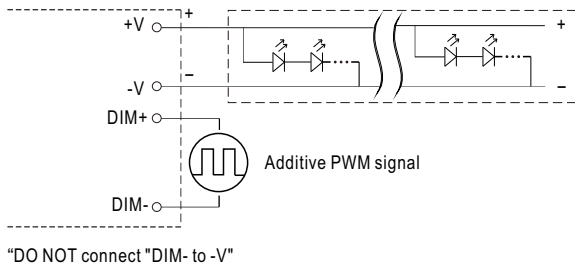 +V
+
+
-V
–
–
DIM+
Additive PWM signal
DIM-
“DO NOT connect "DIM- to -V"